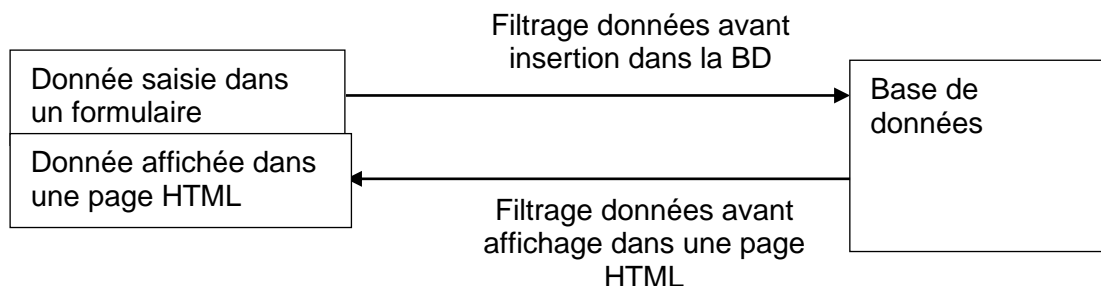 Filtrage données avant
insertion dans la BD
Donnée saisie dans
un formulaire
Base de
données
Donnée affichée dans
une page HTML
Filtrage données avant
affichage dans une page
HTML